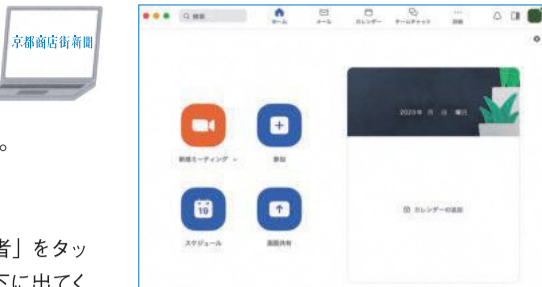 京都商店街新聞
。
者」をタッ
下に出てく
検索
ホーム
メール
カレンダー
チームチャット
詳細
新規ミーティング
参加
19
スケジュール
画面共有
2023年 月 日 曜日
カレンダーの追加